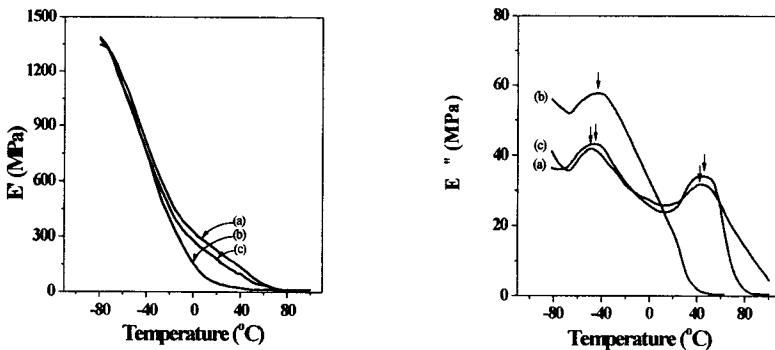 1500
1200
900
600
300
0
E' (MPa)
(a)
(b)
(c)
-80 -40 0 40 80
Temperature (°C)
80
60
40
20
0
E '' (MPa)
(b)
(c)
(a)
-80 -40 0 40 80
Temperature (°C)